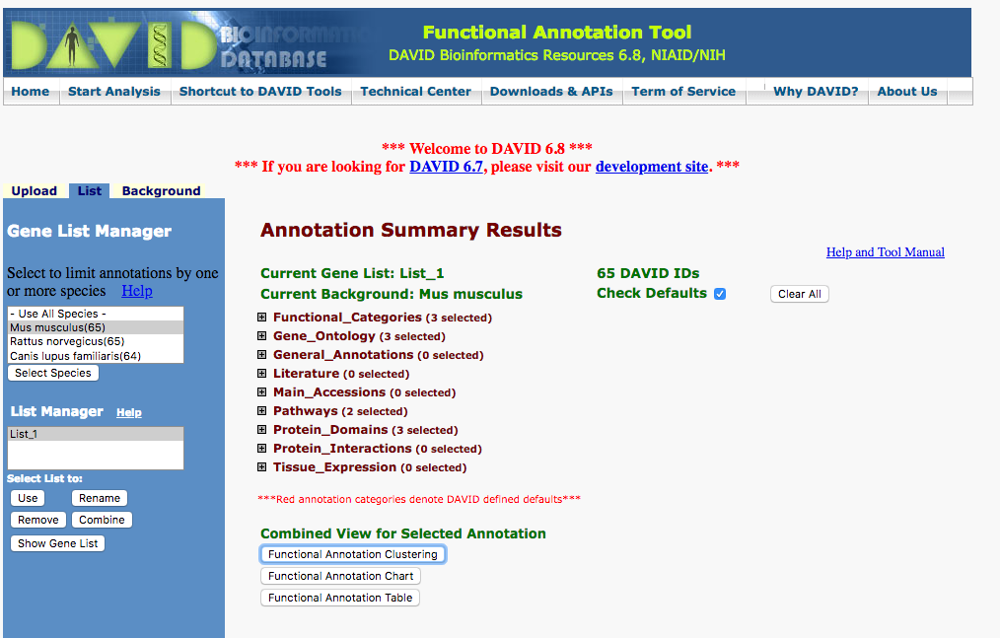 DAVID BIOINFORMATICS
DATABASE
Functional Annotation Tool
DAVID Bioinformatics Resources 6.8, NIAID/NIH
Home Start Analysis Shortcut to DAVID Tools Technical Center Downloads & APIs Term of Service Why DAVID? About Us
*** Welcome to DAVID 6.8 ***
*** If you are looking for DAVID 6.7, please visit our development site. ***
Upload List Background
Gene List Manager
Select to limit annotations by one
or more species Help
- Use All Species -
Mus musculus(65)
Rattus norvegicus(65)
Canis lupus familiaris(64)
Select Species
List Manager Help
List_1
Select List to:
Use Rename
Remove Combine
Show Gene List
Annotation Summary Results
Help and Tool Manual
Current Gene List: List_1 65 DAVID IDs
Current Background: Mus musculus Check Defaults Clear All
Functional_Categories (3 selected)
Gene_Ontology (3 selected)
General_Annotations (0 selected)
Literature (0 selected)
Main_Accessions (0 selected)
Pathways (2 selected)
Protein_Domains (3 selected)
Protein_Interactions (0 selected)
Tissue_Expression (0 selected)
***Red annotation categories denote DAVID defined defaults***
Combined View for Selected Annotation
Functional Annotation Clustering
Functional Annotation Chart
Functional Annotation Table